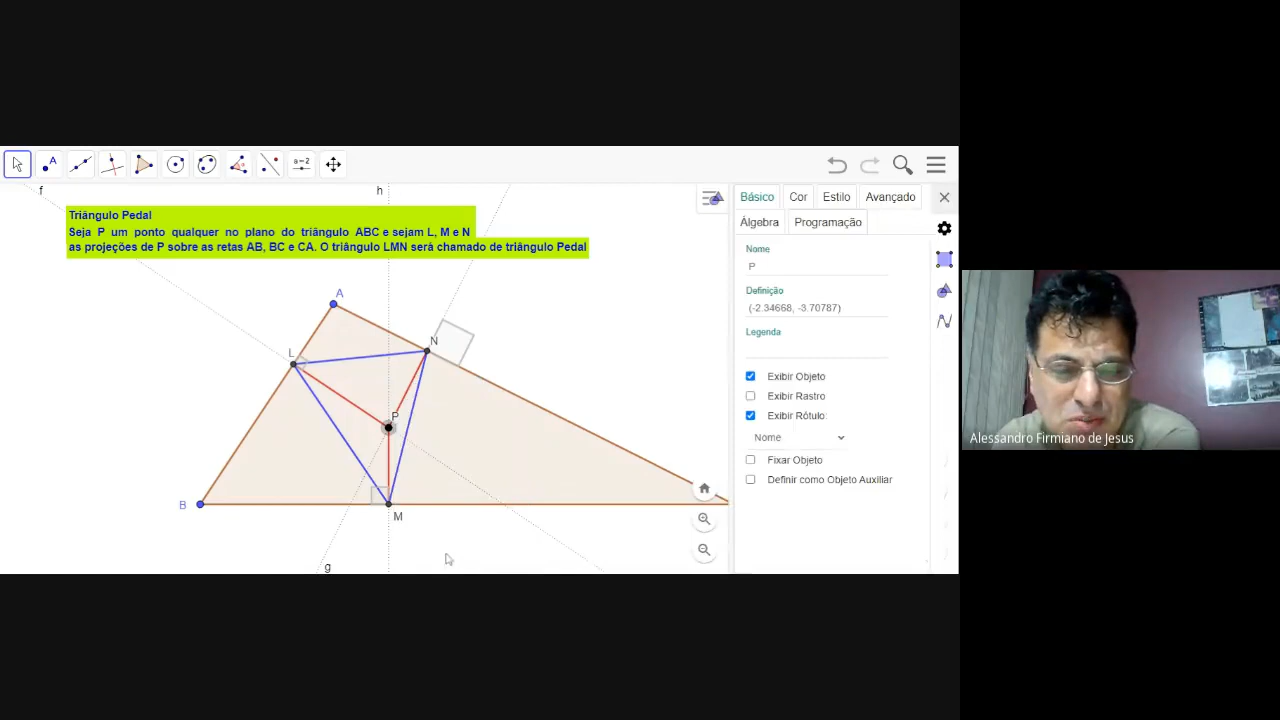 a=2
f
h
Triângulo Pedal
Seja P um ponto qualquer no plano do triângulo ABC e sejam L, M e N
as projeções de P sobre as retas AB, BC e CA. O triângulo LMN será chamado de triângulo Pedal
A
N
L
P
B
M
g
Básico Cor Estilo Avançado
Álgebra Programação
Nome
P
Definição
(-2.34668, -3.70787)
Legenda
Exibir Objeto
Exibir Rastro
Exibir Rótulo:
Nome
Fixar Objeto
Definir como Objeto Auxiliar
Alessandro Firmiano de Jesus